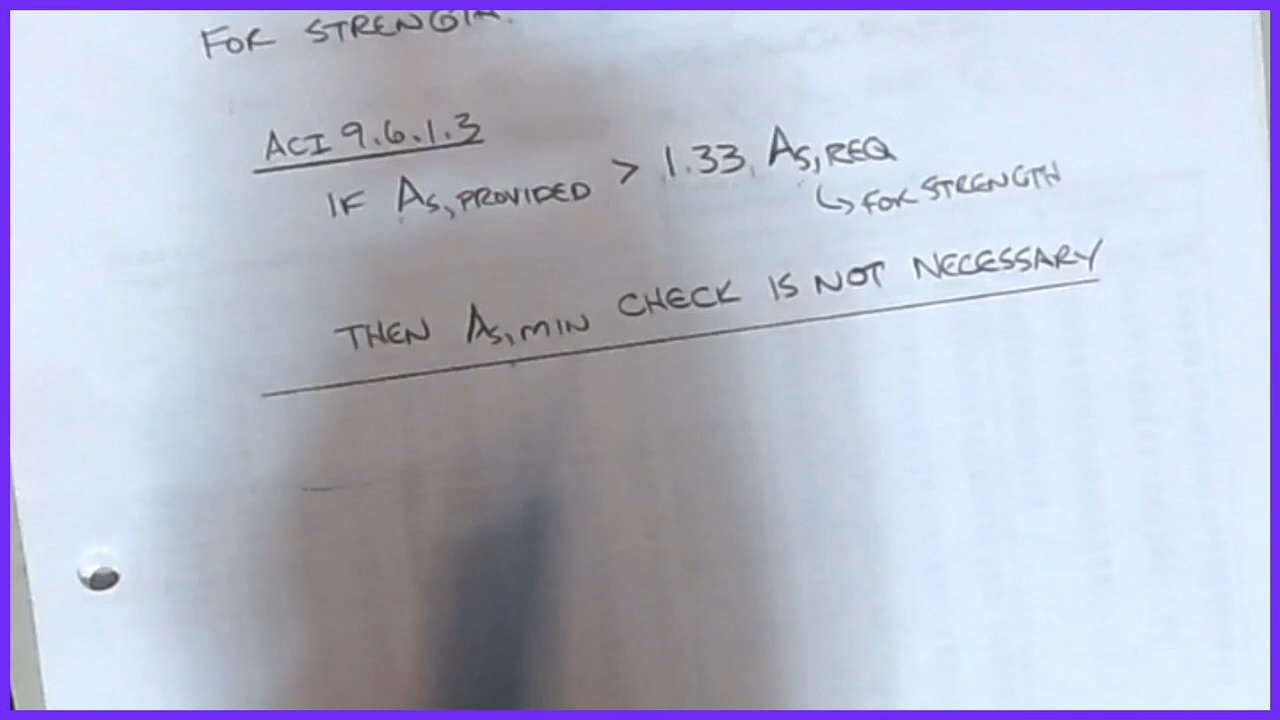 FOR STRENGTH.
ACI 9.6.1.3
IF As,PROVIDED > 1.33 As,REQ
↳ FOR STRENGTH
THEN As,MIN CHECK IS NOT NECESSARY